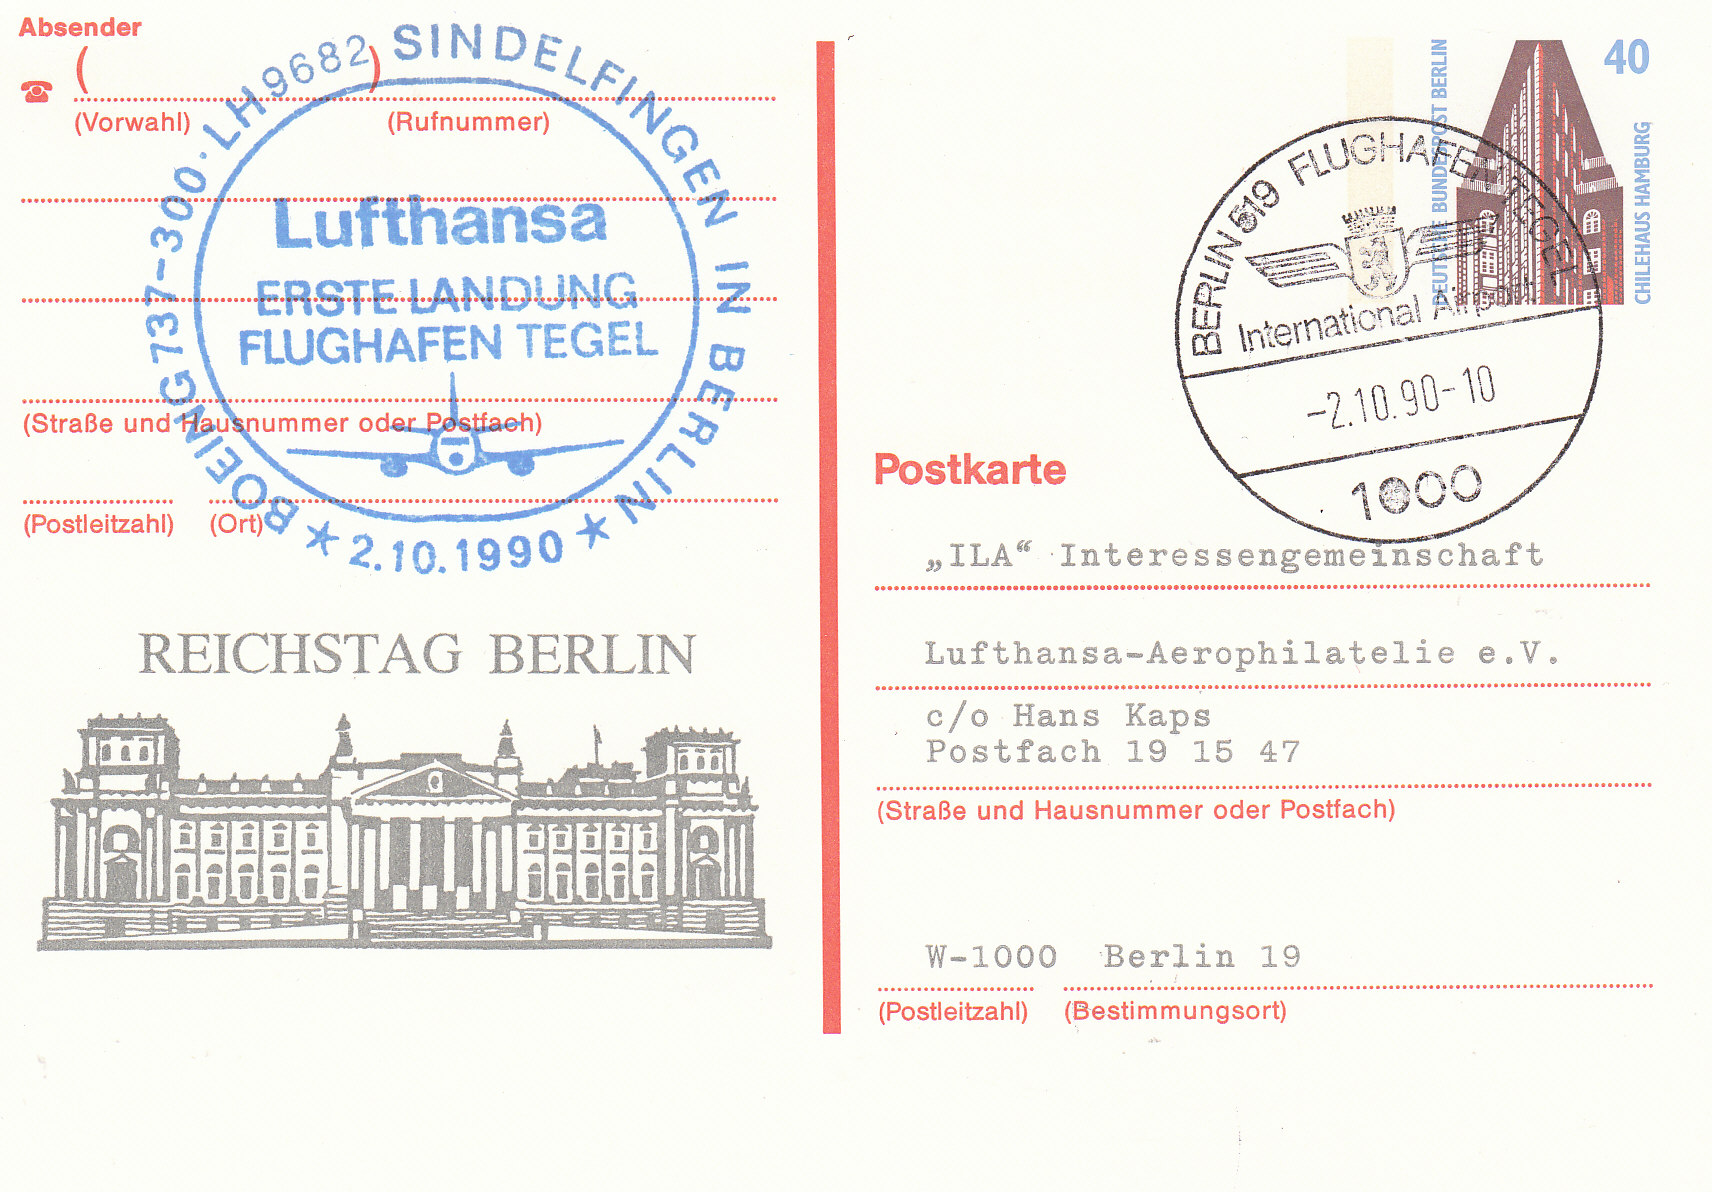 Absender
(            )
(Vorwahl) (Rufnummer)
(Straße und Hausnummer oder Postfach)
(Postleitzahl) (Ort)
BOEING 737-300 · LH 9682 SINDELFINGEN IN BERLIN
★ 2.10.1990 ★
Lufthansa
ERSTE LANDUNG
FLUGHAFEN TEGEL
REICHSTAG BERLIN
DEUTSCHE BUNDESPOST BERLIN
40
CHILEHAUS HAMBURG
BERLIN 519 FLUGHAFEN TEGEL
International Airport
-2.10.90-10
1000
Postkarte
„ILA“ Interessengemeinschaft
Lufthansa-Aerophilatelie e.V.
c/o Hans Kaps
Postfach 19 15 47
(Straße und Hausnummer oder Postfach)
W-1000 Berlin 19
(Postleitzahl) (Bestimmungsort)